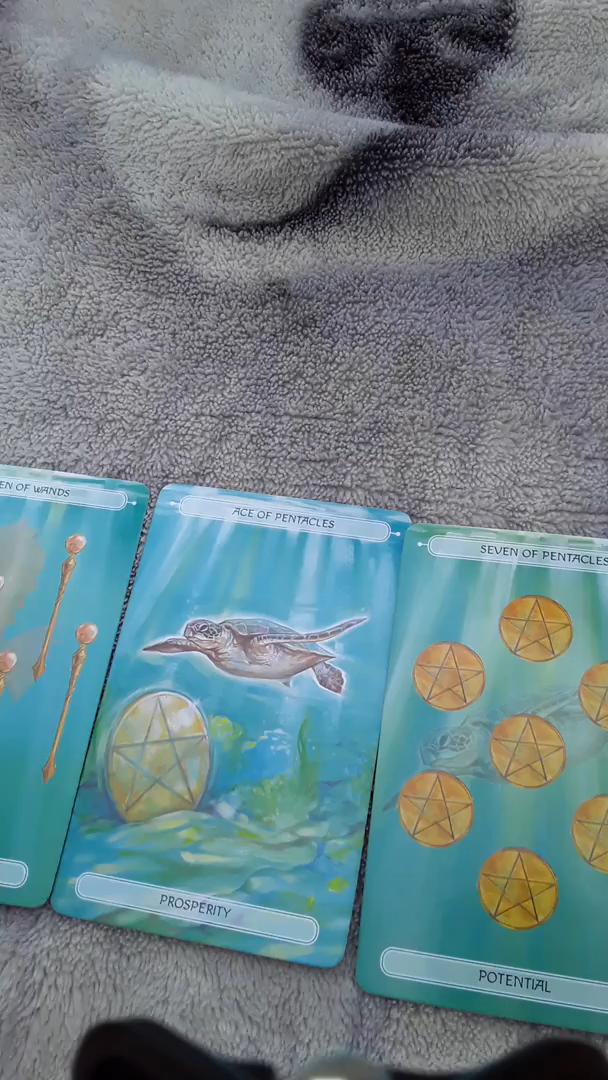 EN OF WANDS
ACE OF PENTACLES
SEVEN OF PENTACLES
PROSPERITY
POTENTIAL